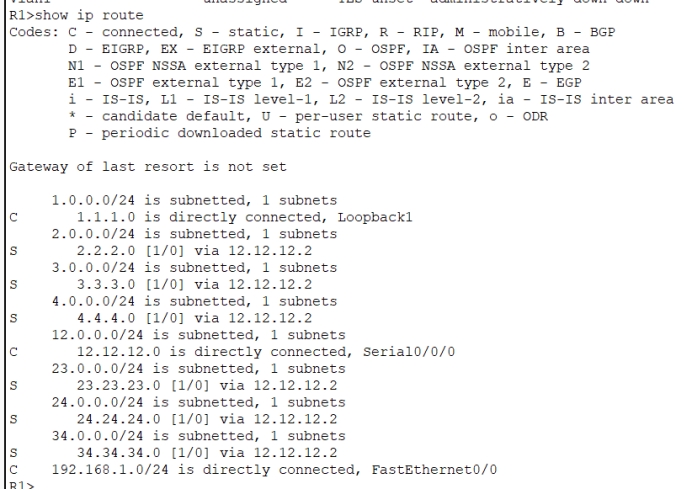 Vlan1 unassigned YES unset administratively down down
R1>show ip route
Codes: C - connected, S - static, I - IGRP, R - RIP, M - mobile, B - BGP
D - EIGRP, EX - EIGRP external, O - OSPF, IA - OSPF inter area
N1 - OSPF NSSA external type 1, N2 - OSPF NSSA external type 2
E1 - OSPF external type 1, E2 - OSPF external type 2, E - EGP
i - IS-IS, L1 - IS-IS level-1, L2 - IS-IS level-2, ia - IS-IS inter area
* - candidate default, U - per-user static route, o - ODR
P - periodic downloaded static route
Gateway of last resort is not set
1.0.0.0/24 is subnetted, 1 subnets
C 1.1.1.0 is directly connected, Loopback1
2.0.0.0/24 is subnetted, 1 subnets
S 2.2.2.0 [1/0] via 12.12.12.2
3.0.0.0/24 is subnetted, 1 subnets
S 3.3.3.0 [1/0] via 12.12.12.2
4.0.0.0/24 is subnetted, 1 subnets
S 4.4.4.0 [1/0] via 12.12.12.2
12.0.0.0/24 is subnetted, 1 subnets
C 12.12.12.0 is directly connected, Serial0/0/0
23.0.0.0/24 is subnetted, 1 subnets
S 23.23.23.0 [1/0] via 12.12.12.2
24.0.0.0/24 is subnetted, 1 subnets
S 24.24.24.0 [1/0] via 12.12.12.2
34.0.0.0/24 is subnetted, 1 subnets
S 34.34.34.0 [1/0] via 12.12.12.2
C 192.168.1.0/24 is directly connected, FastEthernet0/0
R1>